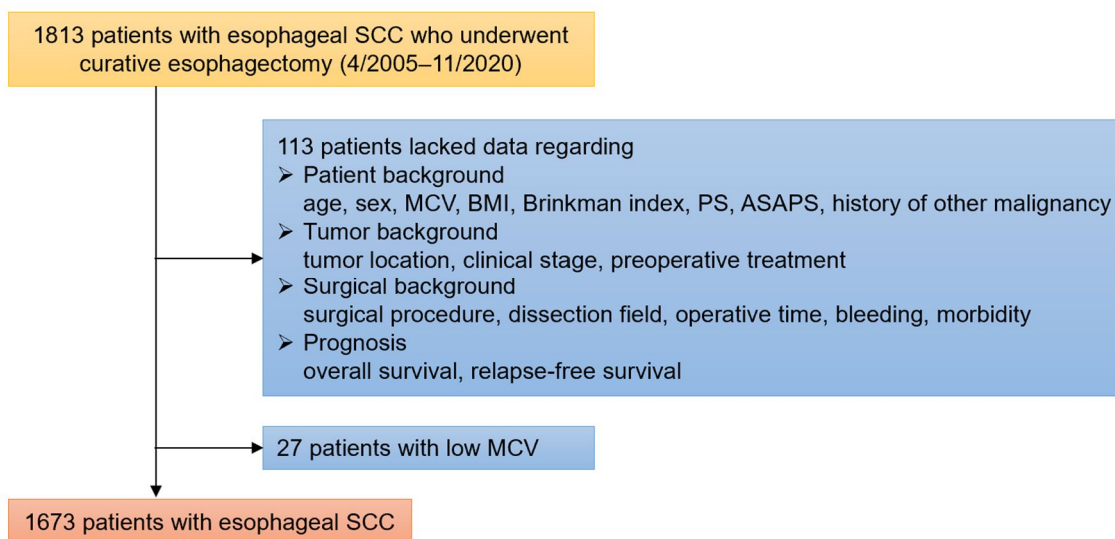 1813 patients with esophageal SCC who underwent
curative esophagectomy (4/2005–11/2020)
113 patients lacked data regarding
➢ Patient background
age, sex, MCV, BMI, Brinkman index, PS, ASAPS, history of other malignancy
➢ Tumor background
tumor location, clinical stage, preoperative treatment
➢ Surgical background
surgical procedure, dissection field, operative time, bleeding, morbidity
➢ Prognosis
overall survival, relapse-free survival
27 patients with low MCV
1673 patients with esophageal SCC